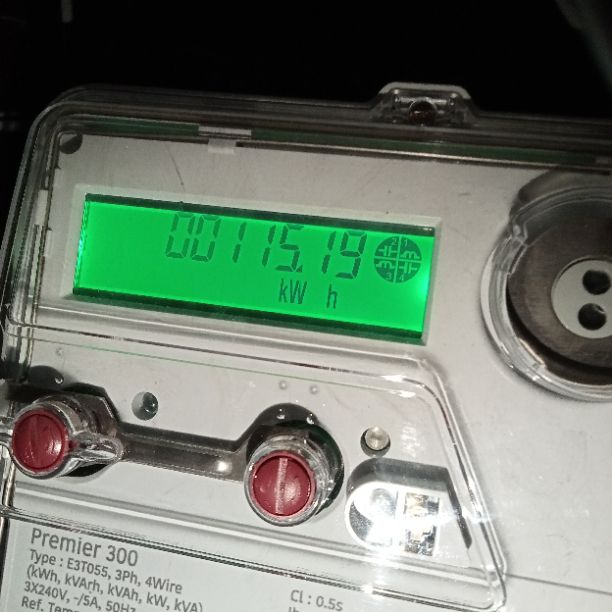 00115.19
kW h
Premier 300
Type : E3T055, 3Ph, 4Wire
(kWh, kVArh, kVAh, kW, kVA)
3X240V, -/5A, 50Hz
Cl : 0.5s
Ref.